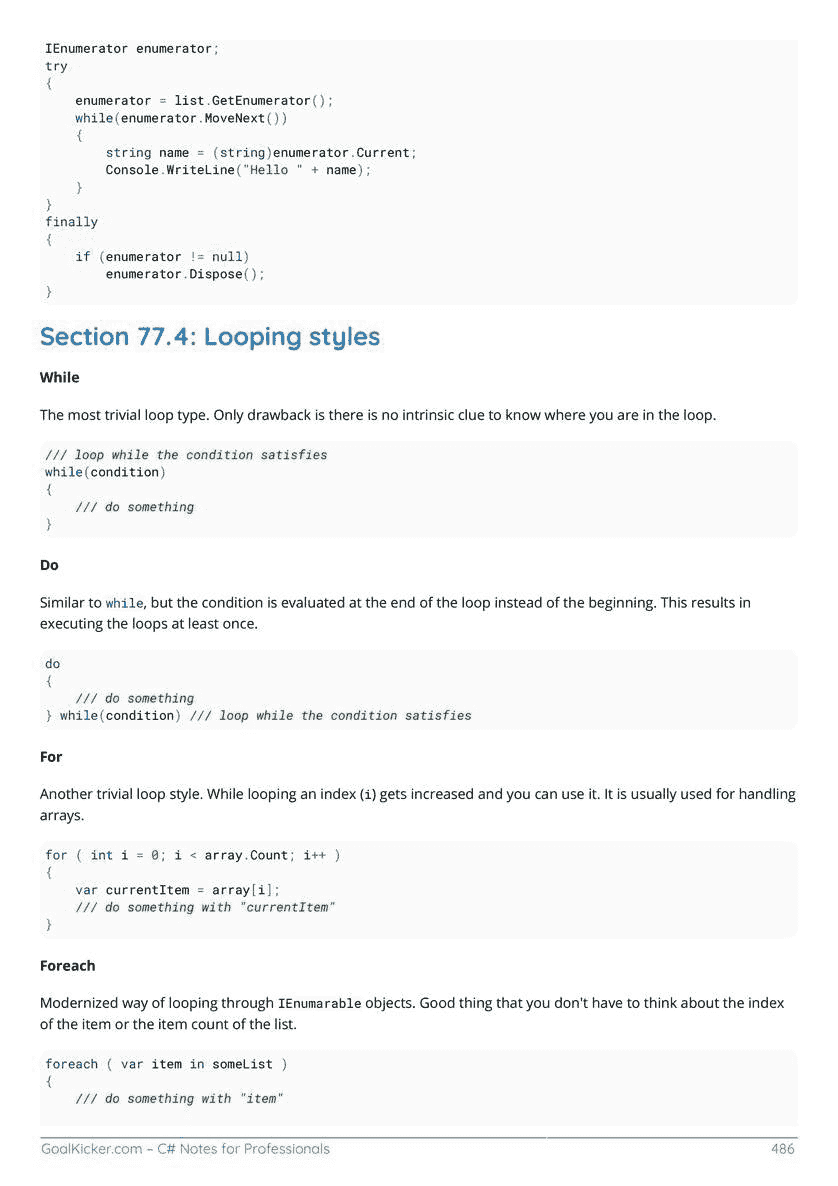 IEnumerator enumerator;
try
{
    enumerator = list.GetEnumerator();
    while(enumerator.MoveNext())
    {
        string name = (string)enumerator.Current;
        Console.WriteLine("Hello " + name);
    }
}
finally
{
    if (enumerator != null)
        enumerator.Dispose();
}
Section 77.4: Looping styles
While
The most trivial loop type. Only drawback is there is no intrinsic clue to know where you are in the loop.
/// loop while the condition satisfies
while(condition)
{
    /// do something
}
Do
Similar to while, but the condition is evaluated at the end of the loop instead of the beginning. This results in
executing the loops at least once.
do
{
    /// do something
} while(condition) /// loop while the condition satisfies
For
Another trivial loop style. While looping an index (i) gets increased and you can use it. It is usually used for handling
arrays.
for ( int i = 0; i < array.Count; i++ )
{
    var currentItem = array[i];
    /// do something with "currentItem"
}
Foreach
Modernized way of looping through IEnumarable objects. Good thing that you don't have to think about the index
of the item or the item count of the list.
foreach ( var item in someList )
{
    /// do something with "item"
GoalKicker.com – C# Notes for Professionals 486